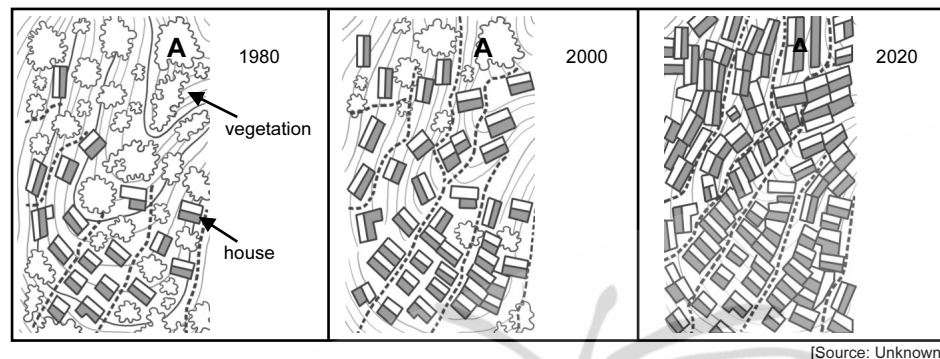 A
1980
vegetation
house
A
2000
A
2020
[Source: Unknown